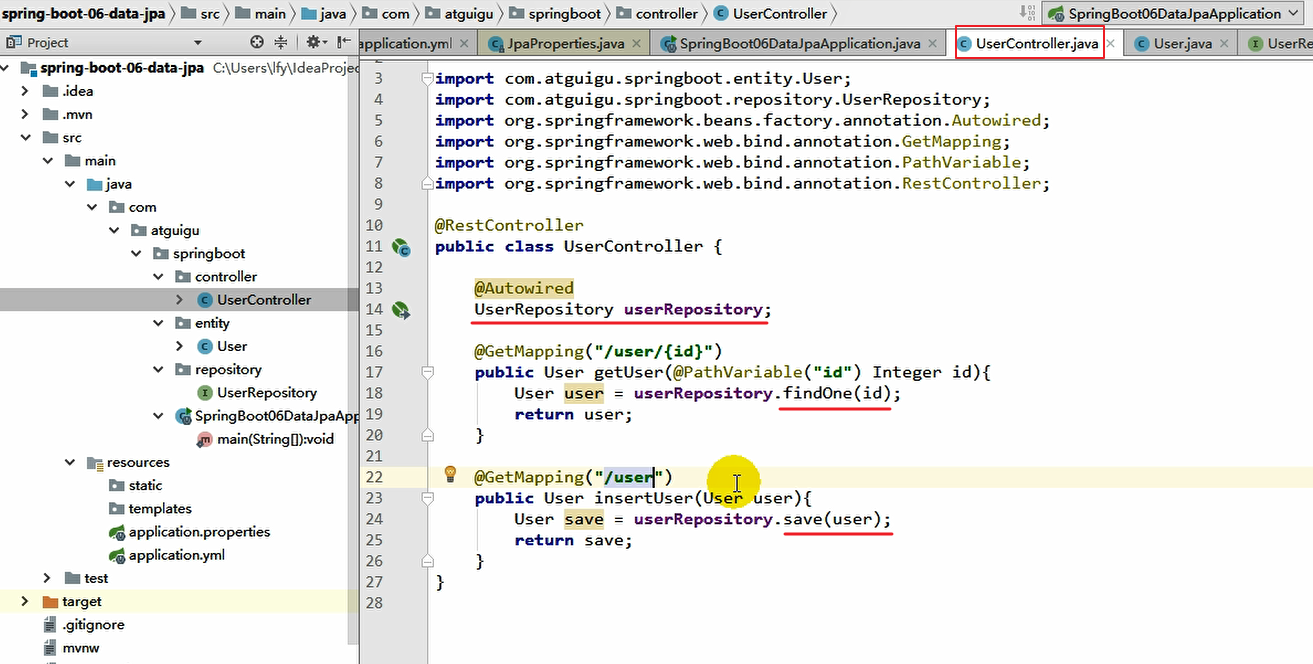 spring-boot-06-data-jpa src main java com atguigu springboot controller UserController SpringBoot06DataJpaApplication
Project application.yml JpaProperties.java SpringBoot06DataJpaApplication.java UserController.java User.java UserRe
spring-boot-06-data-jpa C:\Users\lfy\IdeaProjec
.idea
.mvn
src
main
java
com
atguigu
springboot
controller
UserController
entity
User
repository
UserRepository
SpringBoot06DataJpaApp
main(String[]):void
resources
static
templates
application.properties
application.yml
test
target
.gitignore
mvnw
3 import com.atguigu.springboot.entity.User;
4 import com.atguigu.springboot.repository.UserRepository;
5 import org.springframework.beans.factory.annotation.Autowired;
6 import org.springframework.web.bind.annotation.GetMapping;
7 import org.springframework.web.bind.annotation.PathVariable;
8 import org.springframework.web.bind.annotation.RestController;
9
10 @RestController
11 public class UserController {
12
13 @Autowired
14 UserRepository userRepository;
15
16 @GetMapping("/user/{id}")
17 public User getUser(@PathVariable("id") Integer id){
18 User user = userRepository.findOne(id);
19 return user;
20 }
21
22 @GetMapping("/user")
23 public User insertUser(User user){
24 User save = userRepository.save(user);
25 return save;
26 }
27 }
28